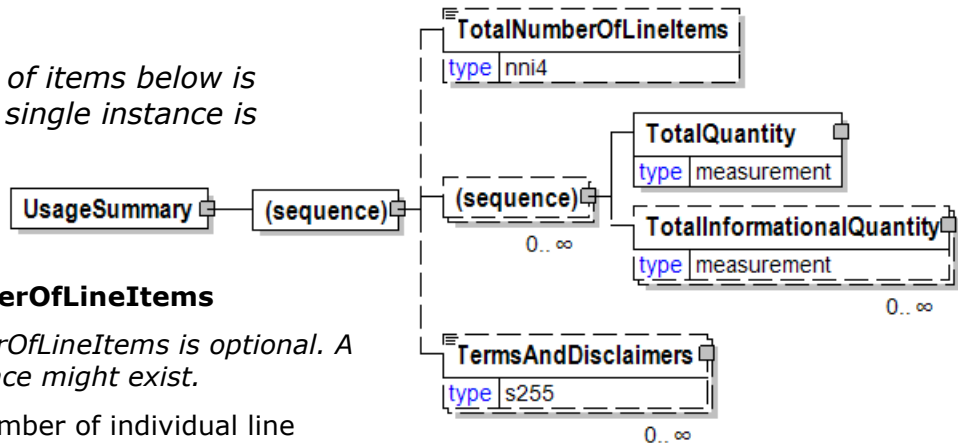 TotalNumberOfLineItems
type nni4
of items below is
single instance is
TotalQuantity
type measurement
UsageSummary
(sequence)
(sequence)
0.. ∞
TotalInformationalQuantity
type measurement
0.. ∞
erOfLineItems
rOfLineItems is optional. A
ce might exist.
TermsAndDisclaimers
type s255
mber of individual line
0.. ∞